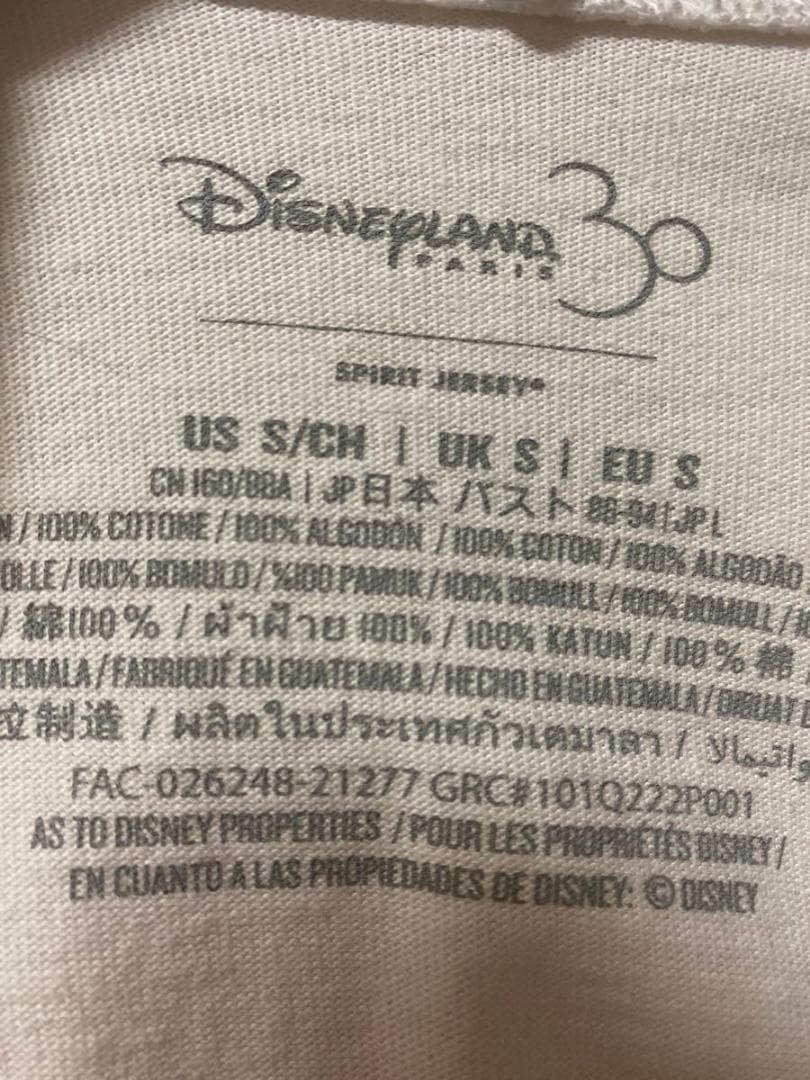 DISNEYLAND 30
PARIS
SPIRIT JERSEY®
US S/CH | UK S | EU S
CN 160/88A | JP日本 バスト 86-94 | JP L
/ 100% COTONE / 100% ALGODÓN / 100% COTON / 100% ALGODÃO
OLLE / 100% BOMULD / %100 PAMUK / 100% BOMULL / 100% BOMULL /
/ 綿100% / ผ้าฝ้าย 100% / 100% KATUN / 100% 棉
TEMALA / FABRIQUÉ EN GUATEMALA / HECHO EN GUATEMALA / DIBUAT
制造 / ผลิตในประเทศกัวเตมาลา /
FAC-026248-21277 GRC#101Q222P001
AS TO DISNEY PROPERTIES / POUR LES PROPRIÉTÉS DISNEY /
EN CUANTO A LAS PROPIEDADES DE DISNEY: © DISNEY